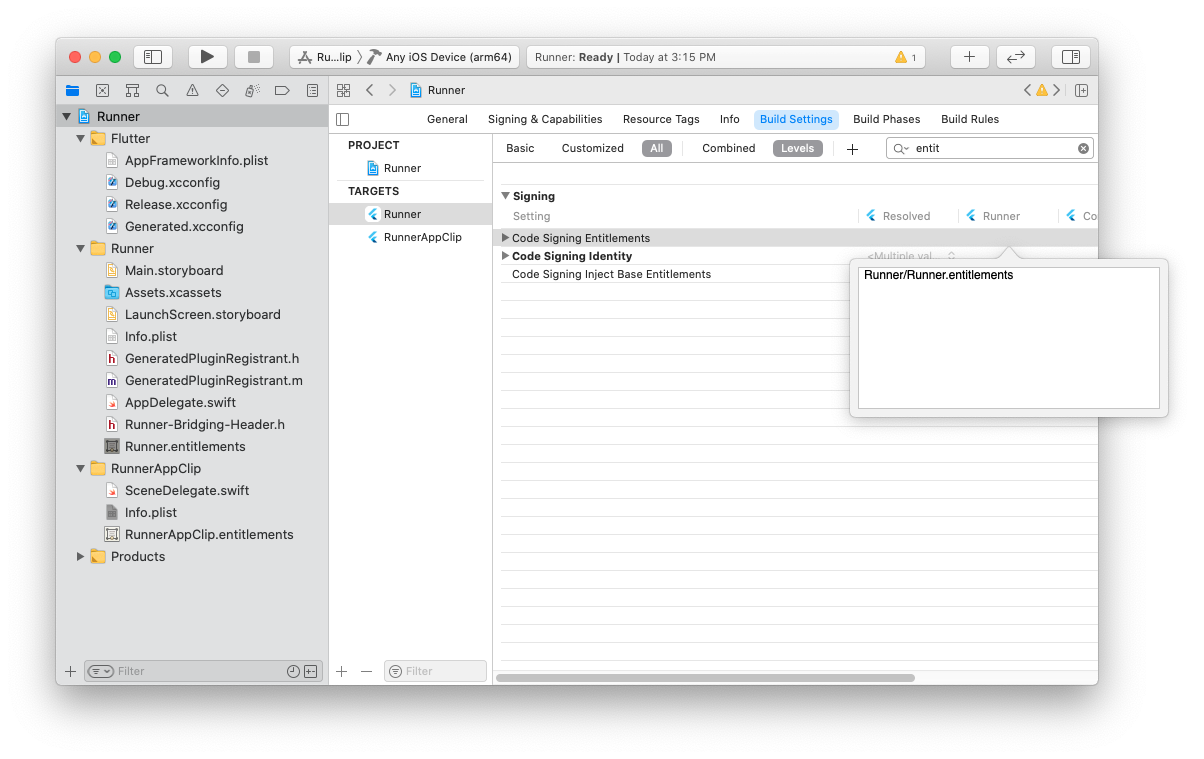 Ru...lip
Any iOS Device (arm64)
Runner: Ready | Today at 3:15 PM
1
Runner
Flutter
AppFrameworkInfo.plist
Debug.xcconfig
Release.xcconfig
Generated.xcconfig
Runner
Main.storyboard
Assets.xcassets
LaunchScreen.storyboard
Info.plist
h GeneratedPluginRegistrant.h
m GeneratedPluginRegistrant.m
AppDelegate.swift
h Runner-Bridging-Header.h
Runner.entitlements
RunnerAppClip
SceneDelegate.swift
Info.plist
RunnerAppClip.entitlements
Products
Filter
Runner
General Signing & Capabilities Resource Tags Info Build Settings Build Phases Build Rules
PROJECT
Runner
TARGETS
Runner
RunnerAppClip
Filter
Basic Customized All Combined Levels entit
Signing
Setting Resolved Runner Co
Code Signing Entitlements
Code Signing Identity <Multiple val...
Code Signing Inject Base Entitlements
Runner/Runner.entitlements